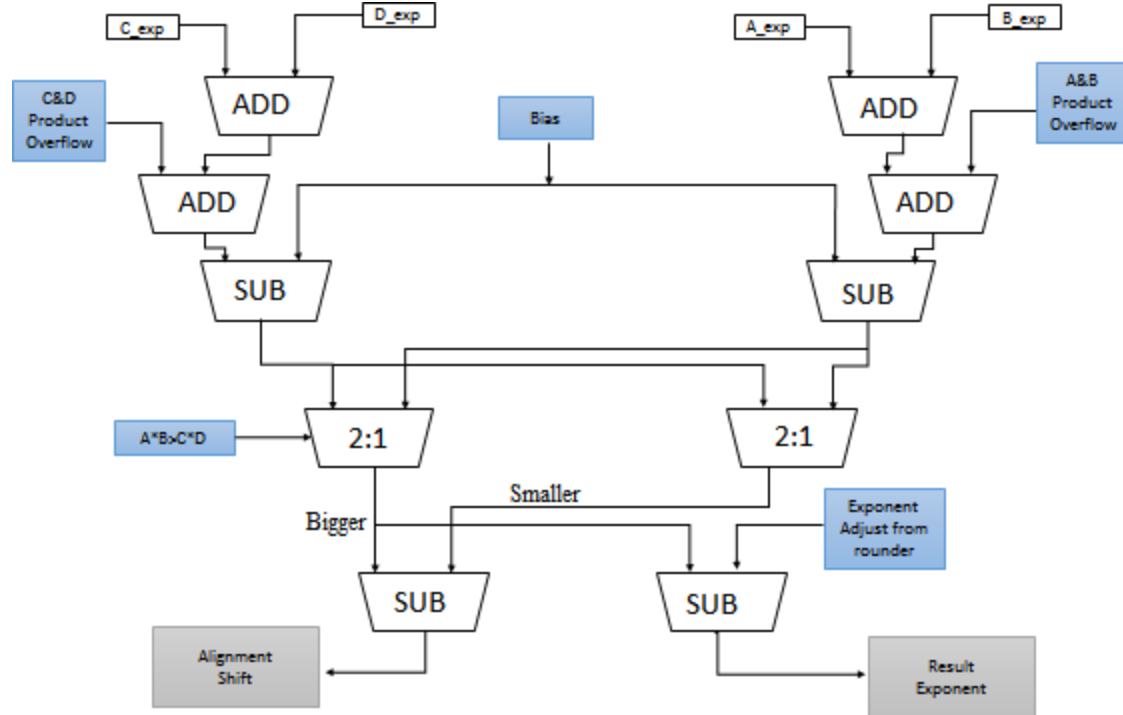 C_exp
D_exp
A_exp
B_exp
C&D
Product
Overflow
ADD
Bias
ADD
A&B
Product
Overflow
ADD
ADD
SUB
SUB
A*B>C*D
2:1
2:1
Smaller
Bigger
Exponent
Adjust from
rounder
SUB
SUB
Alignment
Shift
Result
Exponent